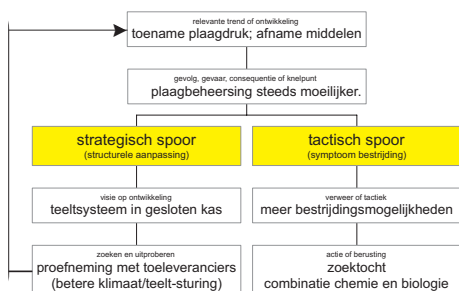 relevante trend of ontwikkeling
toename plaagdruk; afname middelen
gevolg, gevaar, consequentie of knelpunt
plaagbeheersing steeds moeilijker.
strategisch spoor
(structurele aanpassing)
tactisch spoor
(symptoom bestrijding)
visie op ontwikkeling
teeltsysteem in gesloten kas
verweer of tactiek
meer bestrijdingsmogelijkheden
zoeken en uitproberen
proefneming met toeleveranciers
(betere klimaat/teelt-sturing)
actie of berusting
zoektocht
combinatie chemie en biologie